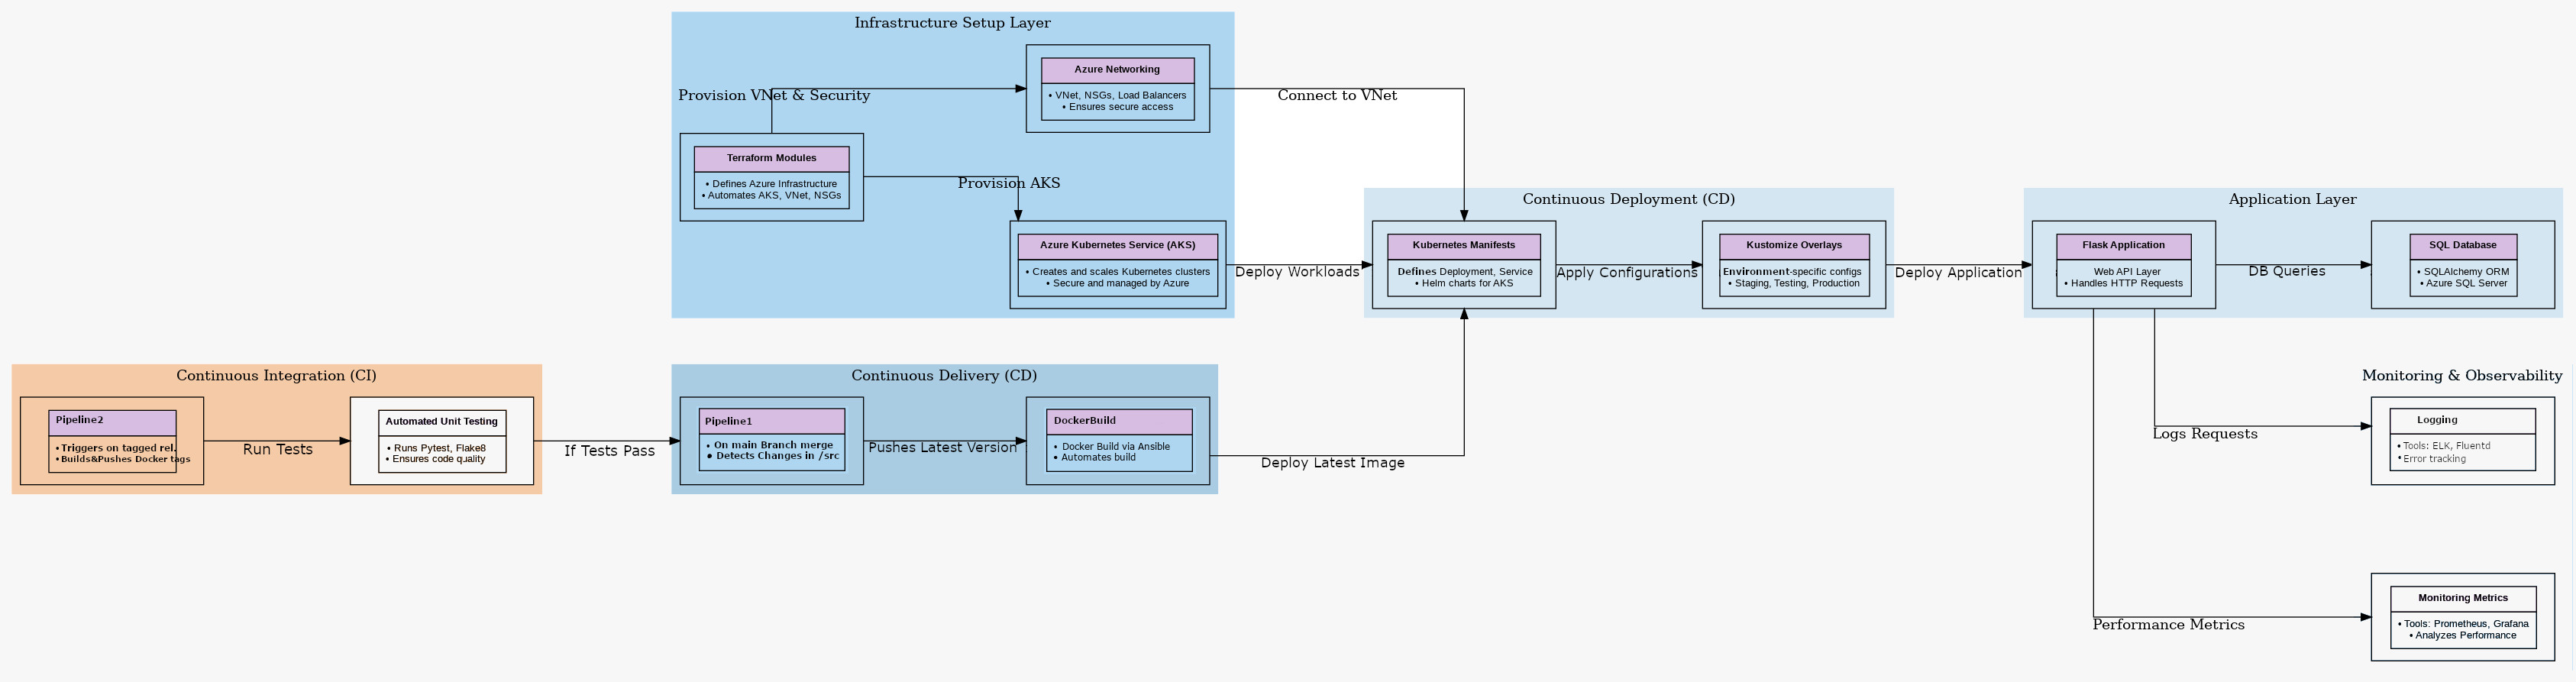 Infrastructure Setup Layer
Azure Networking
• VNet, NSGs, Load Balancers
• Ensures secure access
Provision VNet & Security
Connect to VNet
Terraform Modules
• Defines Azure Infrastructure
• Automates AKS, VNet, NSGs
Provision AKS
Azure Kubernetes Service (AKS)
• Creates and scales Kubernetes clusters
• Secure and managed by Azure
Deploy Workloads
Continuous Deployment (CD)
Kubernetes Manifests
Defines Deployment, Service
• Helm charts for AKS
Apply Configurations
Kustomize Overlays
Environment-specific configs
• Staging, Testing, Production
Deploy Application
Application Layer
Flask Application
Web API Layer
• Handles HTTP Requests
DB Queries
SQL Database
• SQLAlchemy ORM
• Azure SQL Server
Continuous Integration (CI)
Pipeline2
• Triggers on tagged rel.
• Builds&Pushes Docker tags
Run Tests
Automated Unit Testing
• Runs Pytest, Flake8
• Ensures code quality
If Tests Pass
Continuous Delivery (CD)
Pipeline1
• On main Branch merge
• Detects Changes in /src
Pushes Latest Version
DockerBuild
• Docker Build via Ansible
• Automates build
Deploy Latest Image
Monitoring & Observability
Logs Requests
Logging
• Tools: ELK, Fluentd
• Error tracking
Performance Metrics
Monitoring Metrics
• Tools: Prometheus, Grafana
• Analyzes Performance